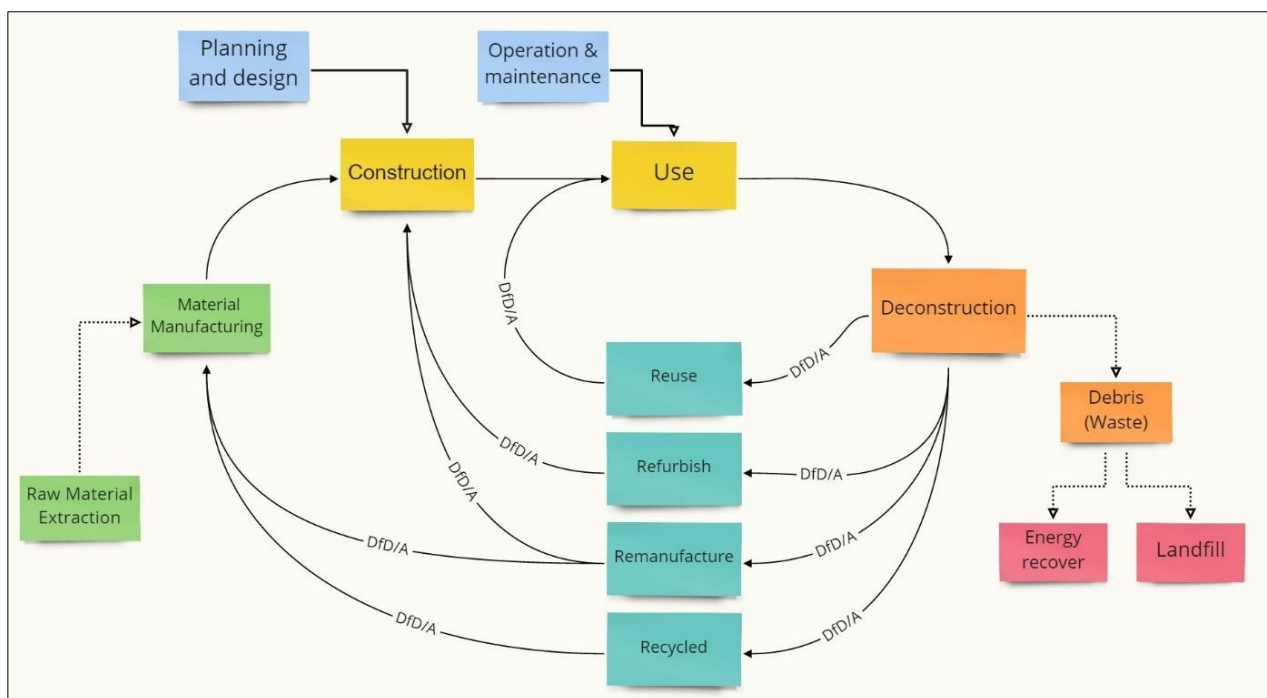 Planning
and design
Operation &
maintenance
Construction
Use
Material
Manufacturing
Deconstruction
DfD/A
DfD/A
Reuse
Debris
(Waste)
DfD/A
Refurbish
DfD/A
DfD/A
Raw Material
Extraction
DfD/A
Remanufacture
DfD/A
Energy
recover
Landfill
DfD/A
Recycled
DfD/A